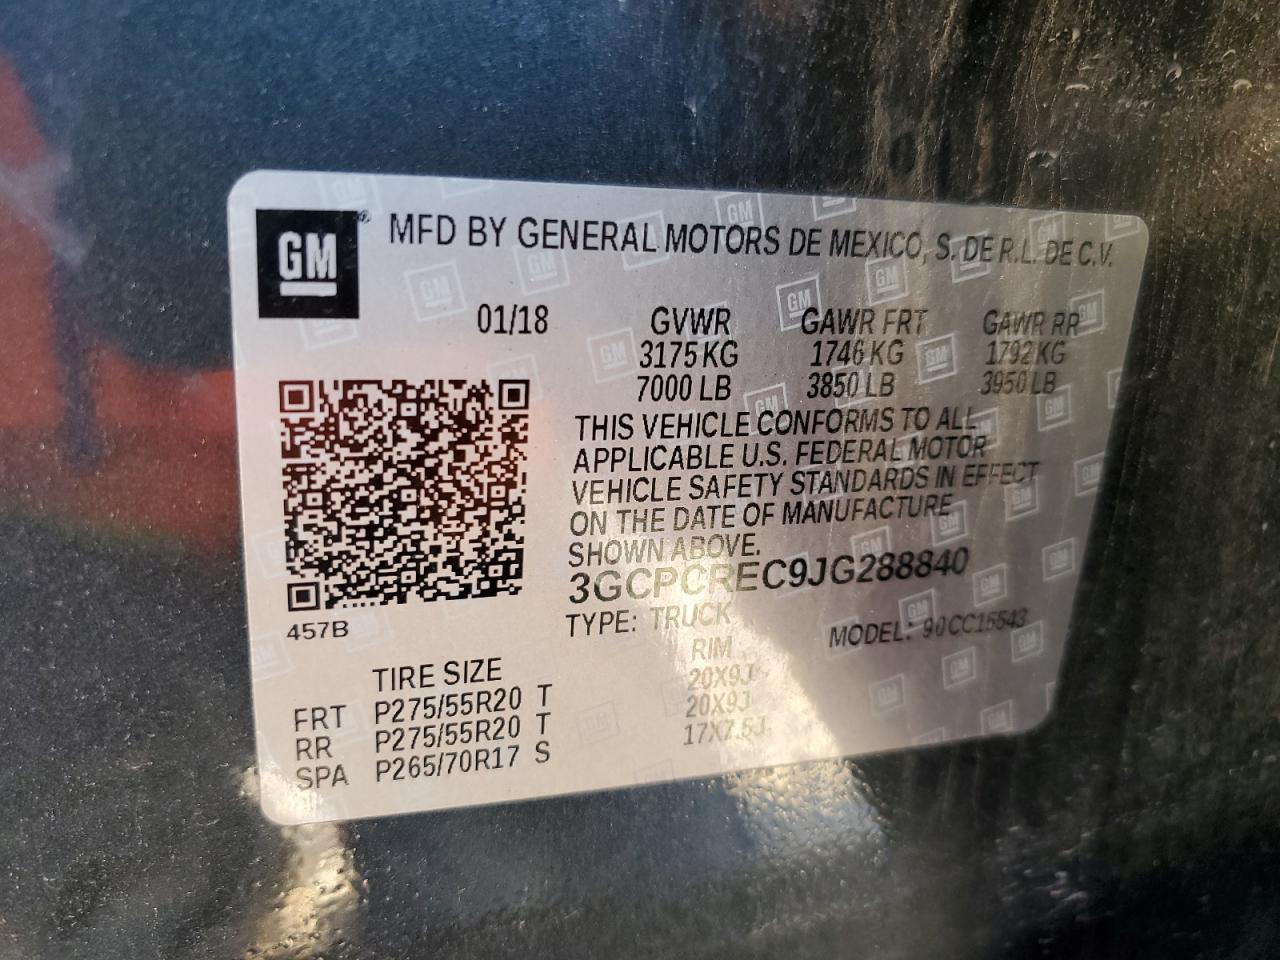 GM MFD BY GENERAL MOTORS DE MEXICO, S. DE R.L. DE C.V.
01/18 GVWR GAWR FRT GAWR RR
3175 KG 1746 KG 1792 KG
7000 LB 3850 LB 3950 LB
THIS VEHICLE CONFORMS TO ALL
APPLICABLE U.S. FEDERAL MOTOR
VEHICLE SAFETY STANDARDS IN EFFECT
ON THE DATE OF MANUFACTURE
SHOWN ABOVE.
3GCPCREC9JG288840
457B
TYPE: TRUCK MODEL: 90CC15543
TIRE SIZE RIM
FRT P275/55R20 T 20X9J
RR P275/55R20 T 20X9J
SPA P265/70R17 S 17X7.5J